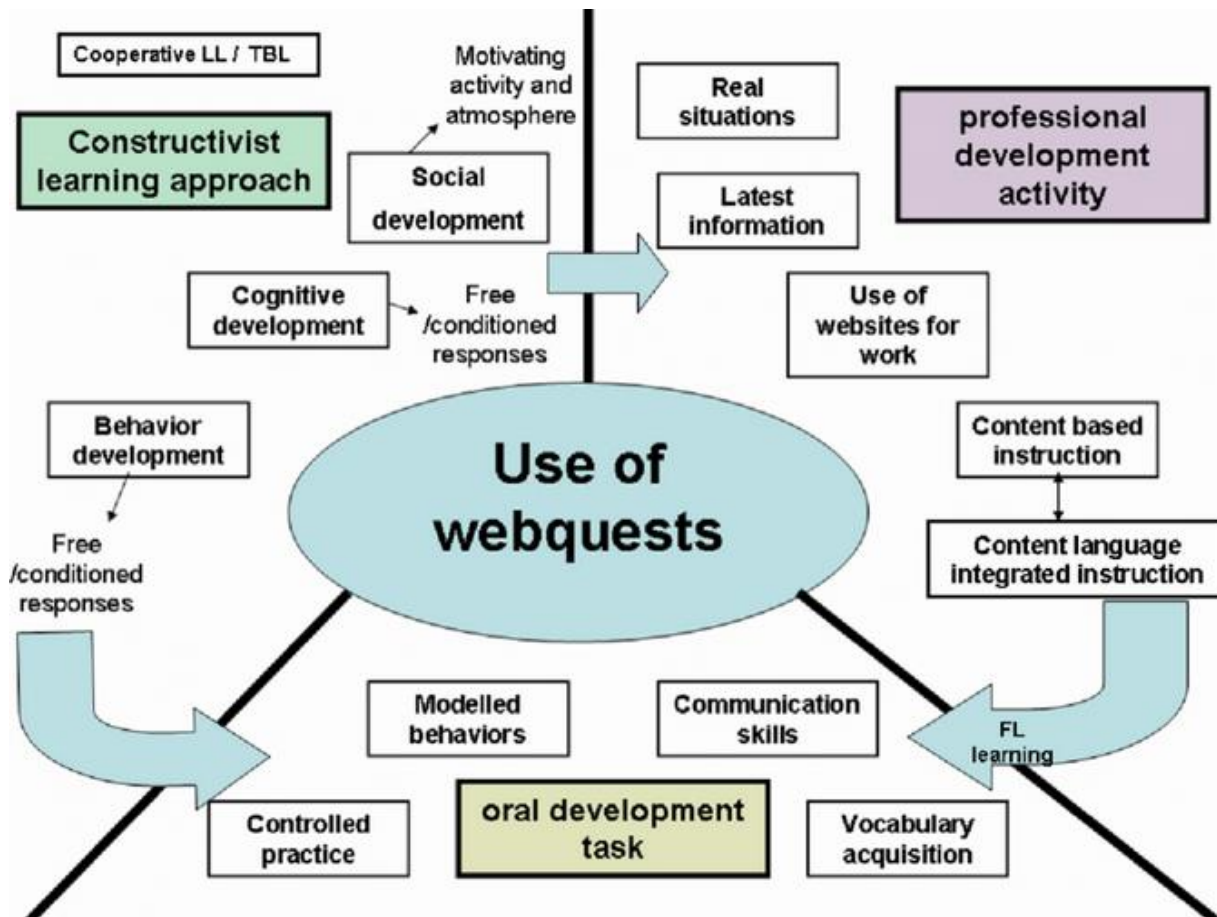 Cooperative LL / TBL
Constructivist
learning approach
Motivating
activity and
atmosphere
Social
development
Cognitive
development
Free
/conditioned
responses
Behavior
development
Free
/conditioned
responses
Real
situations
professional
development
activity
Latest
information
Use of
websites for
work
Content based
instruction
Content language
integrated instruction
Use of
webquests
FL
learning
Modelled
behaviors
Communication
skills
Controlled
practice
oral development
task
Vocabulary
acquisition